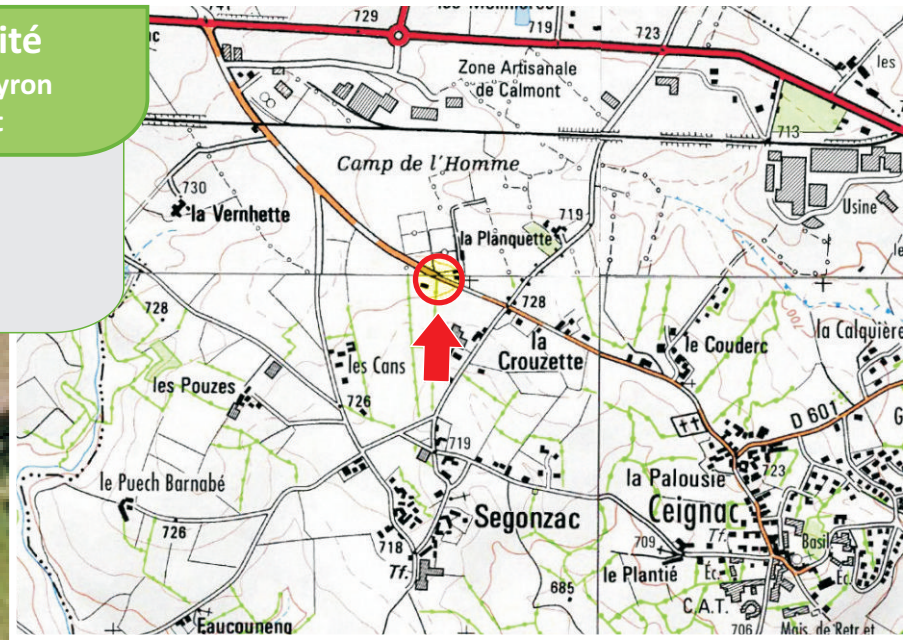 ité
yron
741
729
719
723
les
Zone Artisanale
de Calmont
713
Camp de l'Homme
730
la Vernhette
719
la Planquette
Usine
728
728
la
Crouzette
700
le Couderc
la Calquière
les Cans
les Pouzes
726
D 601
719
la Palousie
723
le Puech Barnabé
Segonzac
Ceignac
726
718
Tf.
709
Tf.
Basil
le Plantié
Éc.
Éc.
685
C.A.T.
706
Mais. de Retr et